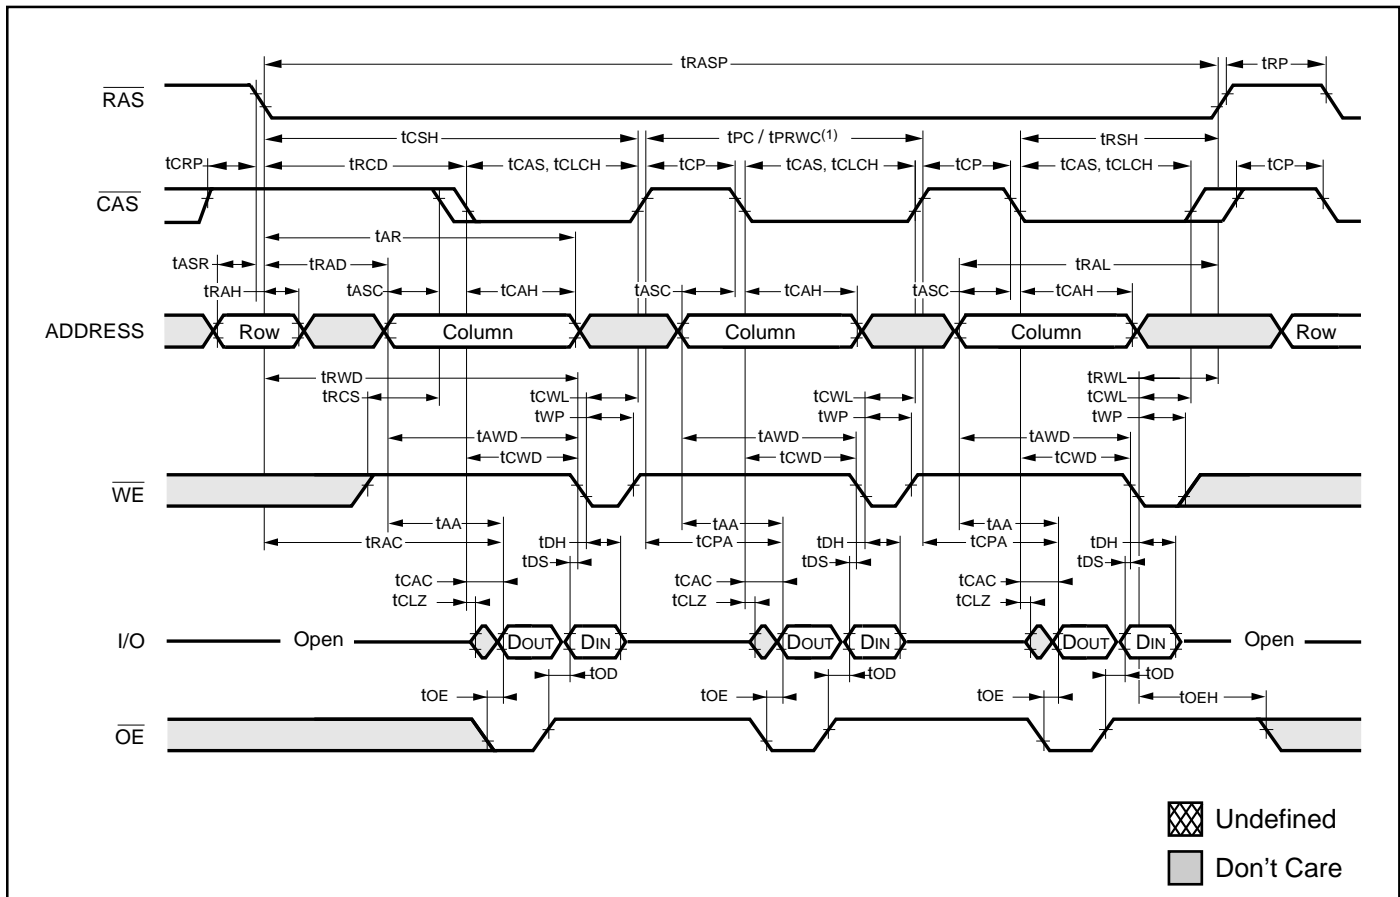 tRASP tRP
RAS
tCSH tPC / tPRWC(1) tRSH
tCRP tRCD tCAS, tCLCH tCP tCAS, tCLCH tCP tCAS, tCLCH tCP
CAS
tAR
tASR tRAD tRAL
tRAH tASC tCAH tASC tCAH tASC tCAH
ADDRESS Row Column Column Column Row
tRWD tRWL
tRCS tCWL tCWL tCWL
tWP tWP tWP
tAWD tAWD tAWD
tCWD tCWD tCWD
WE
tAA tAA tAA
tRAC tDH tCPA tDH tCPA tDH
tDS tDS tDS
tCAC tCAC tCAC
tCLZ tCLZ tCLZ
I/O Open DOUT DIN DOUT DIN DOUT DIN Open
tOD tOD tOD
tOE tOE tOE tOEH
OE
Undefined
Don't Care